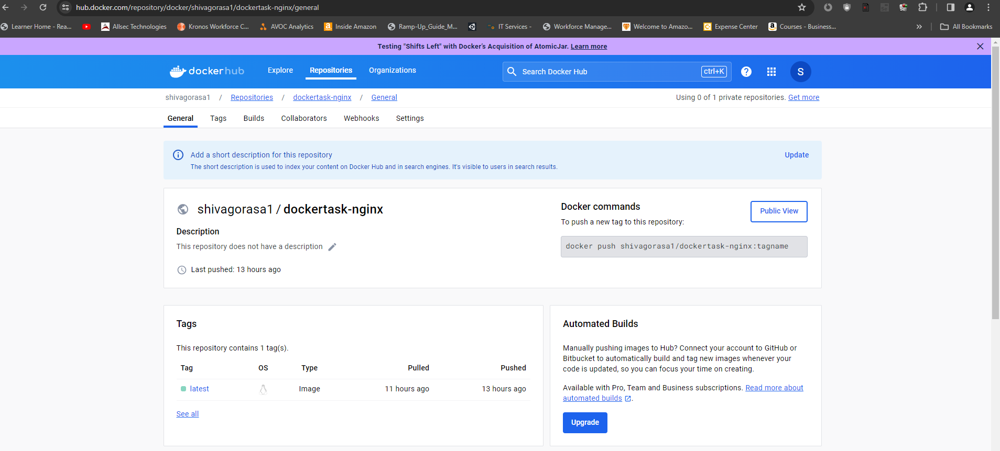 hub.docker.com/repository/docker/shivagorasa1/dockertask-nginx/general
Learner Home - Rea... Allsec Technologies Kronos Workforce C... AVOC Analytics Inside Amazon Ramp-Up_Guide_M... IT Services - Workforce Manage... Welcome to Amazo... Expense Center Courses - Business... » All Bookmarks
Testing "Shifts Left" with Docker's Acquisition of AtomicJar. Learn more
dockerhub Explore Repositories Organizations Search Docker Hub ctrl+K ? S
shivagorasa1 / Repositories / dockertask-nginx / General Using 0 of 1 private repositories. Get more
General Tags Builds Collaborators Webhooks Settings
Add a short description for this repository Update
The short description is used to index your content on Docker Hub and in search engines. It's visible to users in search results.
shivagorasa1 / dockertask-nginx
Description
This repository does not have a description
Last pushed: 13 hours ago
Docker commands Public View
To push a new tag to this repository:
docker push shivagorasa1/dockertask-nginx:tagname
Tags
This repository contains 1 tag(s).
Tag OS Type Pulled Pushed
latest Image 11 hours ago 13 hours ago
See all
Automated Builds
Manually pushing images to Hub? Connect your account to GitHub or
Bitbucket to automatically build and tag new images whenever your
code is updated, so you can focus your time on creating.
Available with Pro, Team and Business subscriptions. Read more about
automated builds .
Upgrade